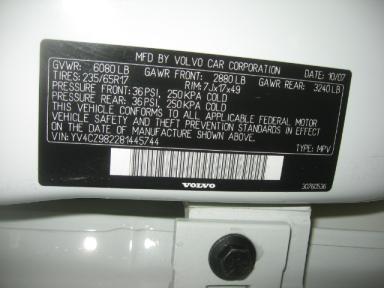 MFD BY VOLVO CAR CORPORATION
GVWR: 6080 LB GAWR FRONT: 2880 LB DATE: 10/07
TIRES: 235/65R17 RIM: 7Jx17x49 GAWR REAR: 3240 LB
PRESSURE FRONT: 36 PSI, 250 KPA COLD
PRESSURE REAR: 36 PSI, 250 KPA COLD
THIS VEHICLE CONFORMS TO ALL APPLICABLE FEDERAL MOTOR
VEHICLE SAFETY AND THEFT PREVENTION STANDARDS IN EFFECT ON
THE DATE OF MANUFACTURE SHOWN ABOVE
VIN: YV4CZ982281445744 TYPE: MPV
VOLVO 30760536